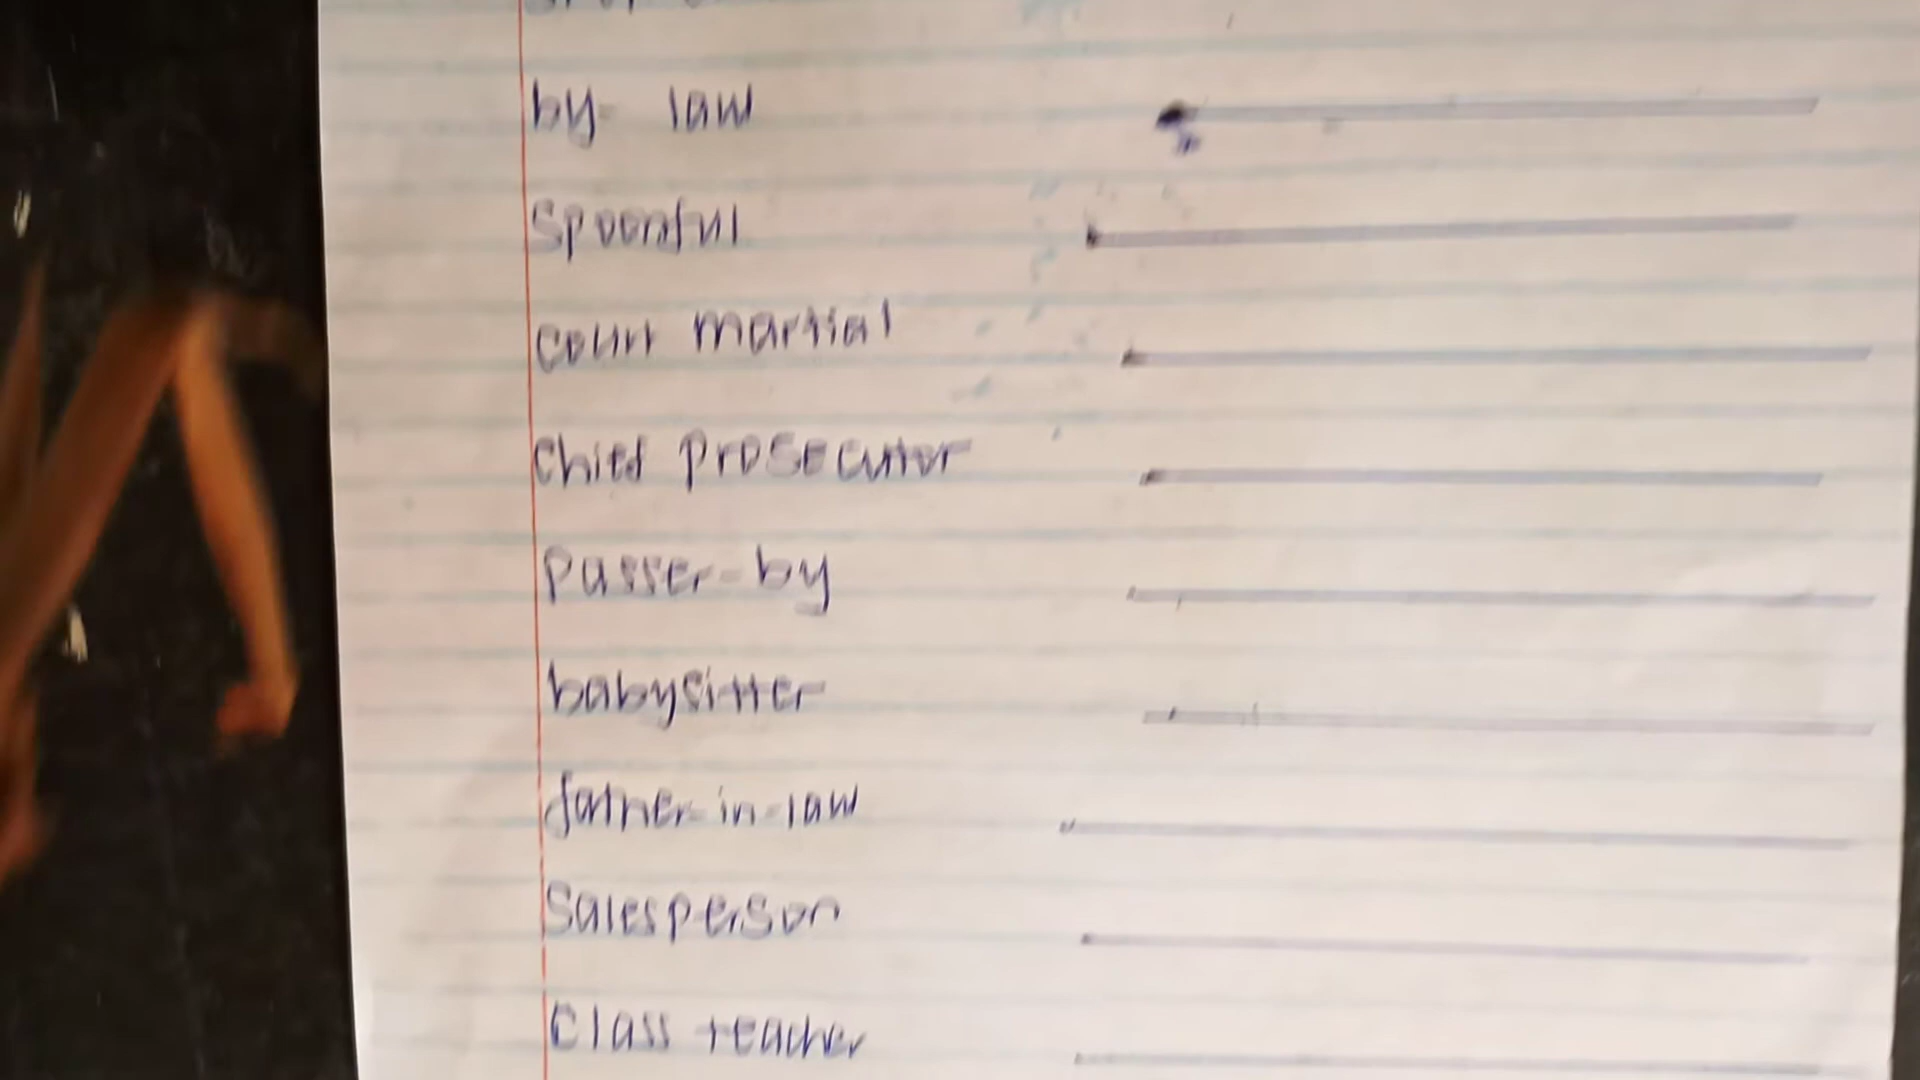 by- law
Spoonful
court martial
Chief prosecutor
Passer-by
babysitter
father-in-law
Salesperson
Class teacher